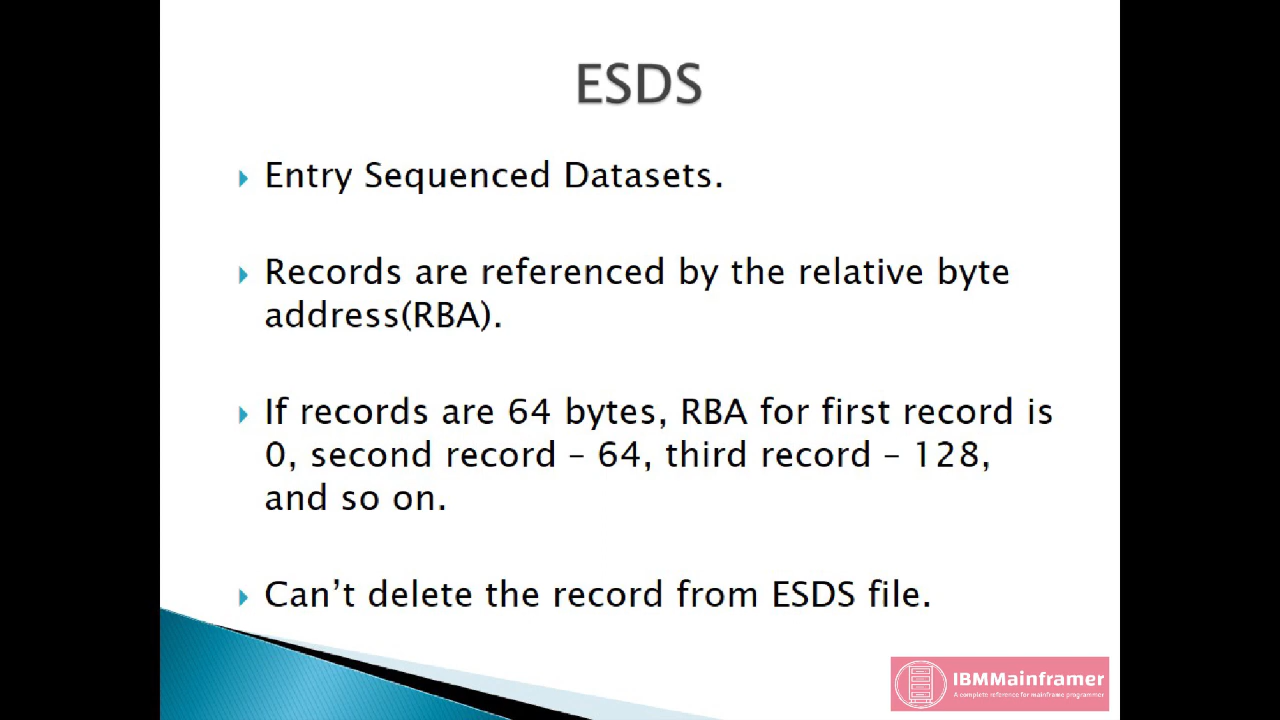 ESDS
Entry Sequenced Datasets.
Records are referenced by the relative byte
address(RBA).
If records are 64 bytes, RBA for first record is
0, second record – 64, third record – 128,
and so on.
Can’t delete the record from ESDS file.
IBMMainframer
A complete reference for mainframe programmer